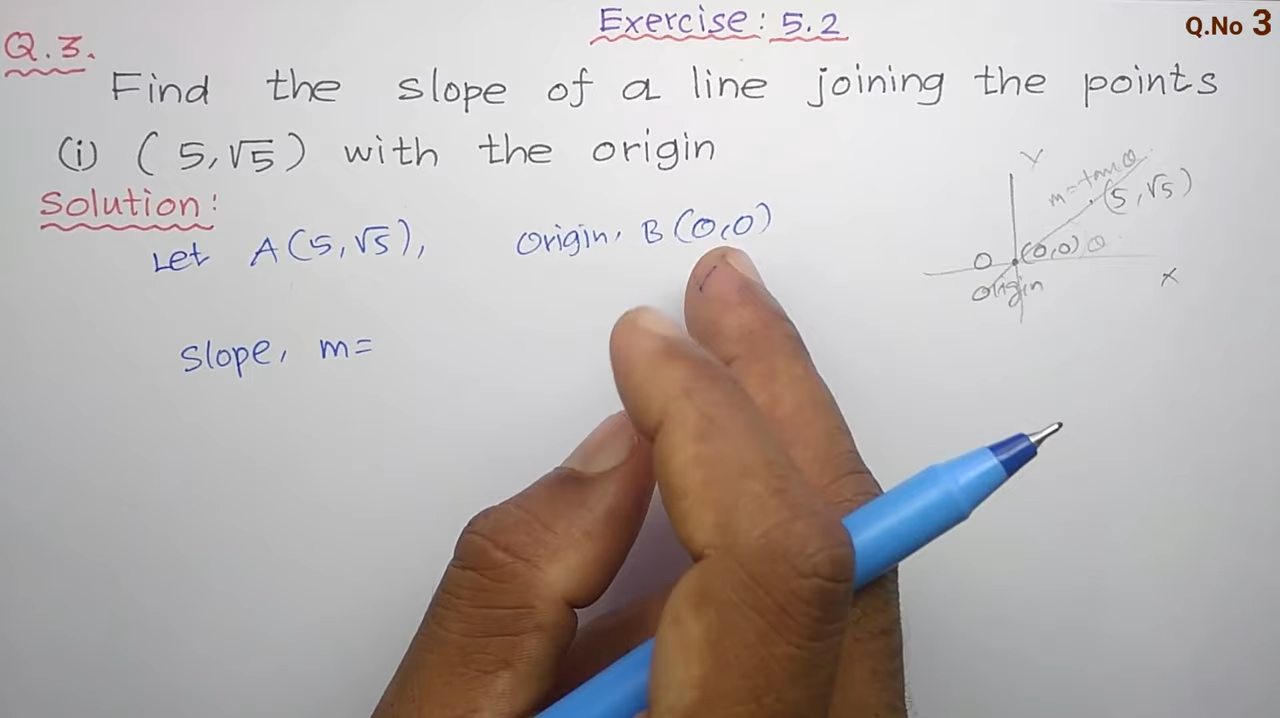 Exercise: 5.2
Q.No 3
Q.3.
Find the slope of a line joining the points
(i) (5,√5) with the origin
Solution:
Let A(5,√5), Origin, B(0,0)
Slope, m=
Y
m=tanθ
(5,√5)
O (0,0) θ
origin
X